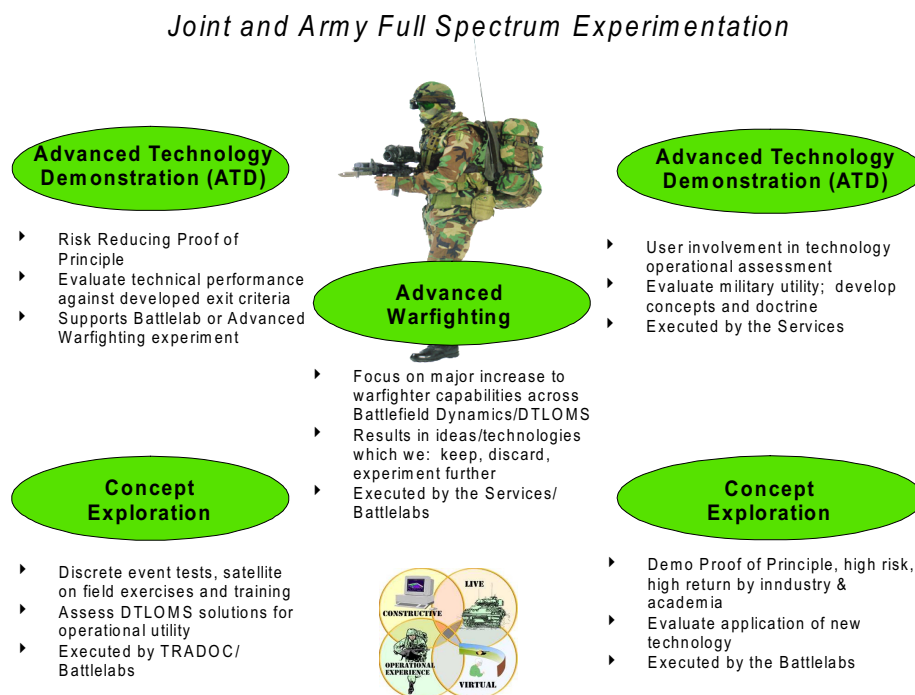 Joint and Army Full Spectrum Experimentation
Advanced Technology
Demonstration (ATD)
Risk Reducing Proof of
Principle
Evaluate technical performance
against developed exit criteria
Supports Battlelab or Advanced
Warfighting experiment
Advanced Technology
Demonstration (ATD)
User involvement in technology
operational assessment
Evaluate military utility; develop
concepts and doctrine
Executed by the Services
Advanced
Warfighting
Focus on major increase to
warfighter capabilities across
Battlefield Dynamics/DTLOMS
Results in ideas/technologies
which we: keep, discard,
experiment further
Executed by the Services/
Battlelabs
Concept
Exploration
Discrete event tests, satellite
on field exercises and training
Assess DTLOMS solutions for
operational utility
Executed by TRADOC/
Battlelabs
Concept
Exploration
Demo Proof of Principle, high risk,
high return by inndustry &
academia
Evaluate application of new
technology
Executed by the Battlelabs
CONSTRUCTIVE
LIVE
OPERATIONAL
EXPERIENCE
VIRTUAL